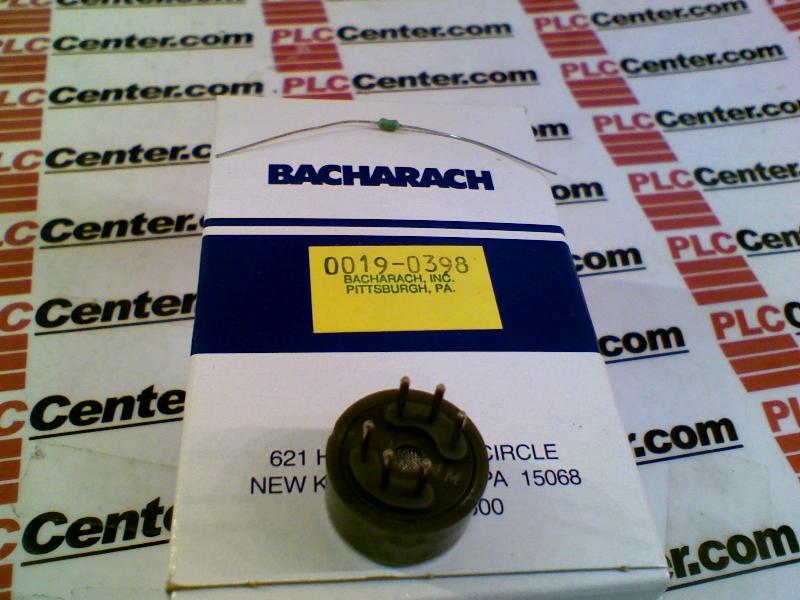 PLCCenter.com
BACHARACH
0019-0398
BACHARACH, INC.
PITTSBURGH, PA.
621 H CIRCLE
NEW K PA 15068